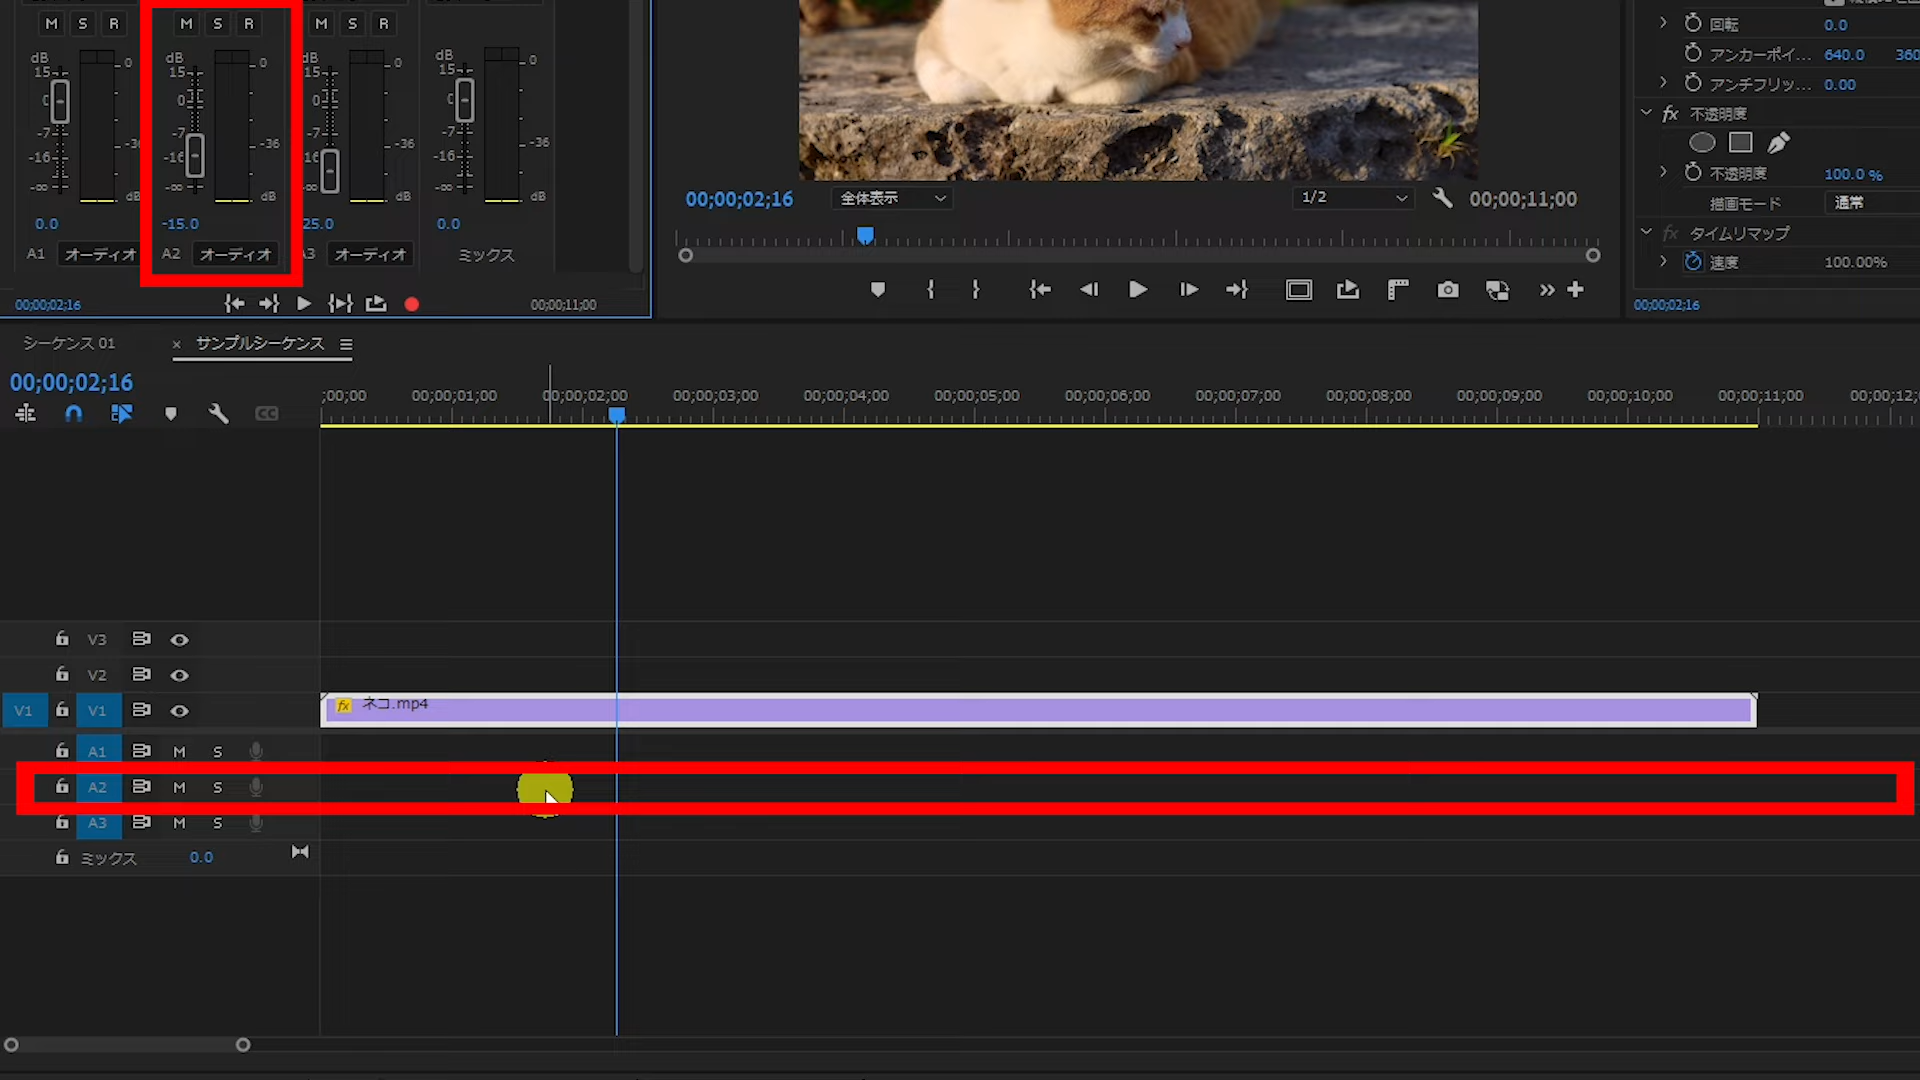 M S R M S R M S R
dB 15 0 -7 -16 -∞ 0 -36 dB
dB 15 0 -7 -16 -∞ 0 -36 dB
dB 15 0 -7 16 -∞ 0 -36 dB
dB 15 0 -7 -16 -∞ 0 -36 dB
0.0 -15.0 25.0 0.0
A1 オーディオ A2 オーディオ 3 オーディオ ミックス
00;00;02;16 00;00;11;00
00;00;02;16 全体表示 1/2 00;00;11;00
回転 0.0
アンカーポイ... 640.0 360
アンチフリッ... 0.00
fx 不透明度
不透明度 100.0 %
描画モード 通常
fx タイムリマップ
速度 100.00%
00;00;02;16
シーケンス 01 × サンプルシーケンス
00;00;02;16
;00;00 00;00;01;00 00;00;02;00 00;00;03;00 00;00;04;00 00;00;05;00 00;00;06;00 00;00;07;00 00;00;08;00 00;00;09;00 00;00;10;00 00;00;11;00 00;00;12;
CC
V3
V2
V1 V1 fx ネコ.mp4
A1 M S
A2 M S
A3 M S
ミックス 0.0